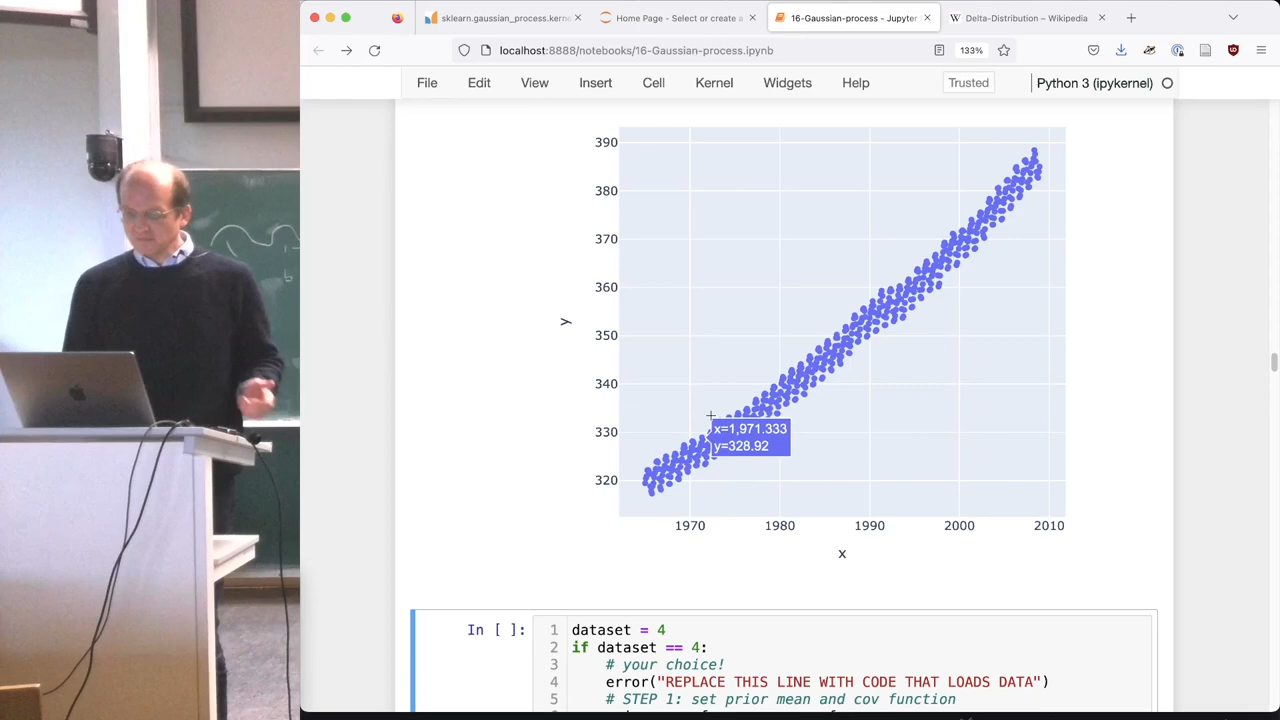 sklearn.gaussian_process.kerne
Home Page - Select or create a
16-Gaussian-process - Jupyter
Delta-Distribution – Wikipedia
localhost:8888/notebooks/16-Gaussian-process.ipynb
133%
File Edit View Insert Cell Kernel Widgets Help
Trusted
Python 3 (ipykernel)
390
380
370
360
350
340
330
320
y
x=1,971.333
y=328.92
1970 1980 1990 2000 2010
x
In [ ]:
1 dataset = 4
2 if dataset == 4:
3 # your choice!
4 error("REPLACE THIS LINE WITH CODE THAT LOADS DATA")
5 # STEP 1: set prior mean and cov function